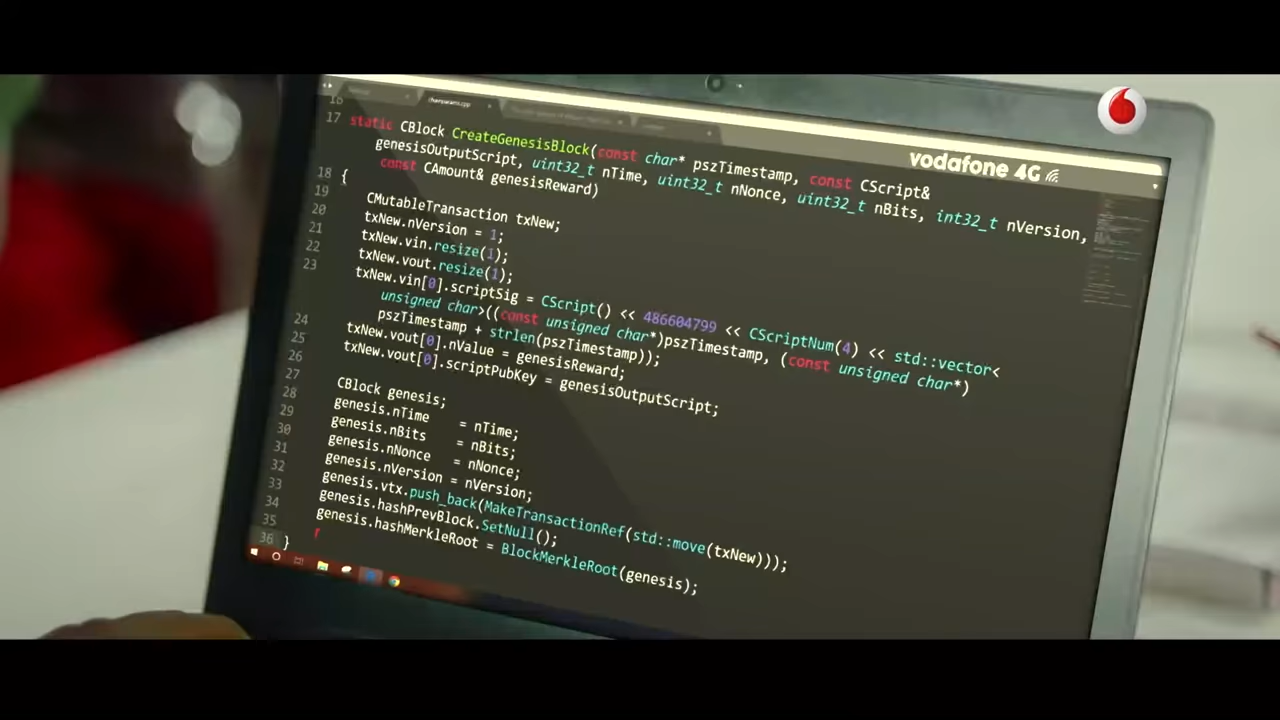 vodafone 4G
chainparams.cpp
16
17 static CBlock CreateGenesisBlock(const char* pszTimestamp, const CScript&
genesisOutputScript, uint32_t nTime, uint32_t nNonce, uint32_t nBits, int32_t nVersion,
const CAmount& genesisReward)
18 {
19 CMutableTransaction txNew;
20 txNew.nVersion = 1;
21 txNew.vin.resize(1);
22 txNew.vout.resize(1);
23 txNew.vin[0].scriptSig = CScript() << 486604799 << CScriptNum(4) << std::vector<
unsigned char>((const unsigned char*)pszTimestamp, (const unsigned char*)
pszTimestamp + strlen(pszTimestamp));
24 txNew.vout[0].nValue = genesisReward;
25 txNew.vout[0].scriptPubKey = genesisOutputScript;
26
27 CBlock genesis;
28 genesis.nTime = nTime;
29 genesis.nBits = nBits;
30 genesis.nNonce = nNonce;
31 genesis.nVersion = nVersion;
32 genesis.vtx.push_back(MakeTransactionRef(std::move(txNew)));
33 genesis.hashPrevBlock.SetNull();
34 genesis.hashMerkleRoot = BlockMerkleRoot(genesis);
35
36 }